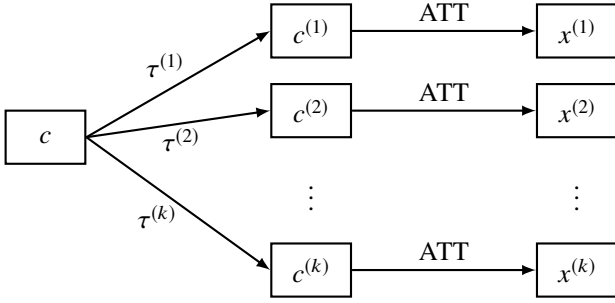 c⁽¹⁾ ATT x⁽¹⁾
τ⁽¹⁾
c⁽²⁾ ATT x⁽²⁾
c τ⁽²⁾
⋮ ⋮
τ⁽ᵏ⁾
c⁽ᵏ⁾ ATT x⁽ᵏ⁾